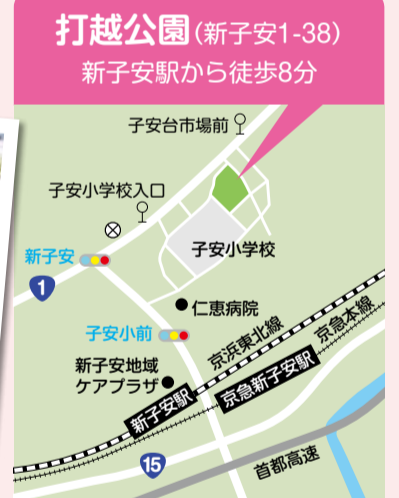 打越公園(新子安1-38)
新子安駅から徒歩8分
子安台市場前
子安小学校入口
子安小学校
新子安
1
仁恵病院
子安小前
京浜東北線
京急本線
新子安地域
ケアプラザ
新子安駅
京急新子安駅
15
首都高速